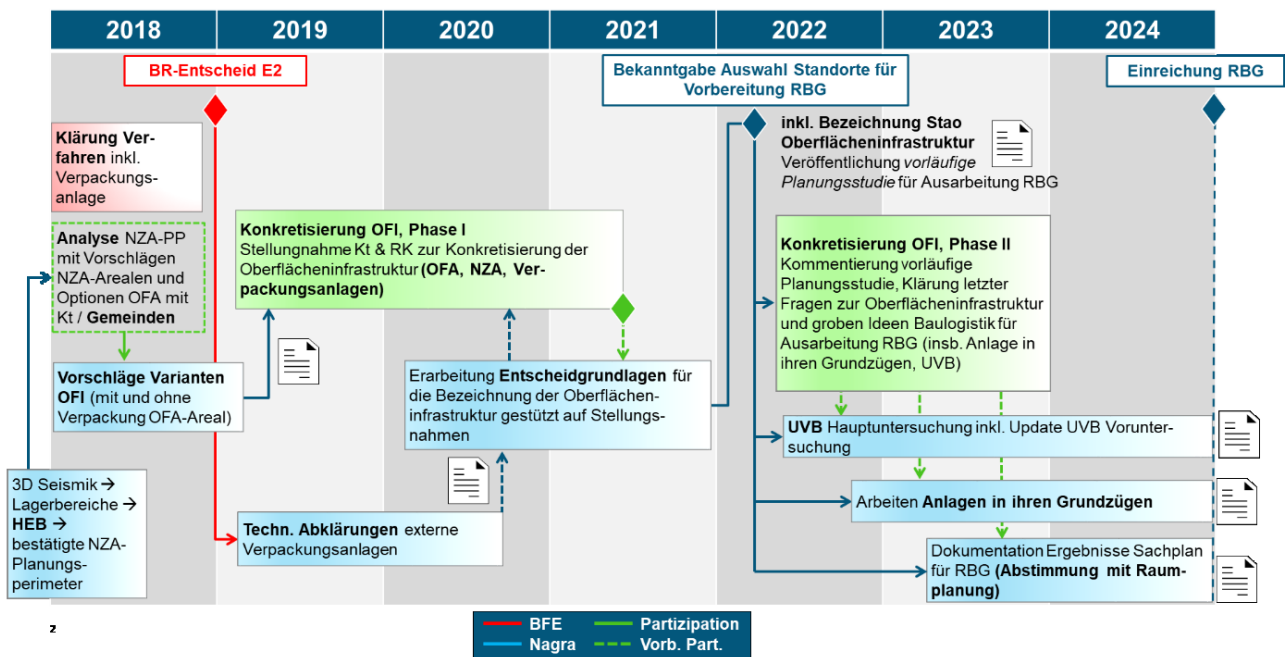 2018 2019 2020 2021 2022 2023 2024
BR-Entscheid E2
Bekanntgabe Auswahl Standorte für
Vorbereitung RBG
Einreichung RBG
Klärung Ver-
fahren inkl.
Verpackungs-
anlage
inkl. Bezeichnung Stao
Oberflächeninfrastruktur
Veröffentlichung vorläufige
Planungsstudie für Ausarbeitung RBG
Analyse NZA-PP
mit Vorschlägen
NZA-Arealen und
Optionen OFA mit
Kt / Gemeinden
Konkretisierung OFI, Phase I
Stellungnahme Kt & RK zur Konkretisierung der
Oberflächeninfrastruktur (OFA, NZA, Ver-
packungsanlagen)
Konkretisierung OFI, Phase II
Kommentierung vorläufige
Planungsstudie, Klärung letzter
Fragen zur Oberflächeninfrastruktur
und groben Ideen Baulogistik für
Ausarbeitung RBG (insb. Anlage in
ihren Grundzügen, UVB)
Vorschläge Varianten
OFI (mit und ohne
Verpackung OFA-Areal)
Erarbeitung Entscheidgrundlagen für
die Bezeichnung der Oberflächen-
infrastruktur gestützt auf Stellung-
nahmen
UVB Hauptuntersuchung inkl. Update UVB Vorunter-
suchung
3D Seismik →
Lagerbereiche →
HEB →
bestätigte NZA-
Planungs-
perimeter
Techn. Abklärungen externe
Verpackungsanlagen
Arbeiten Anlagen in ihren Grundzügen
Dokumentation Ergebnisse Sachplan
für RBG (Abstimmung mit Raum-
planung)
z
BFE Partizipation
Nagra Vorb. Part.